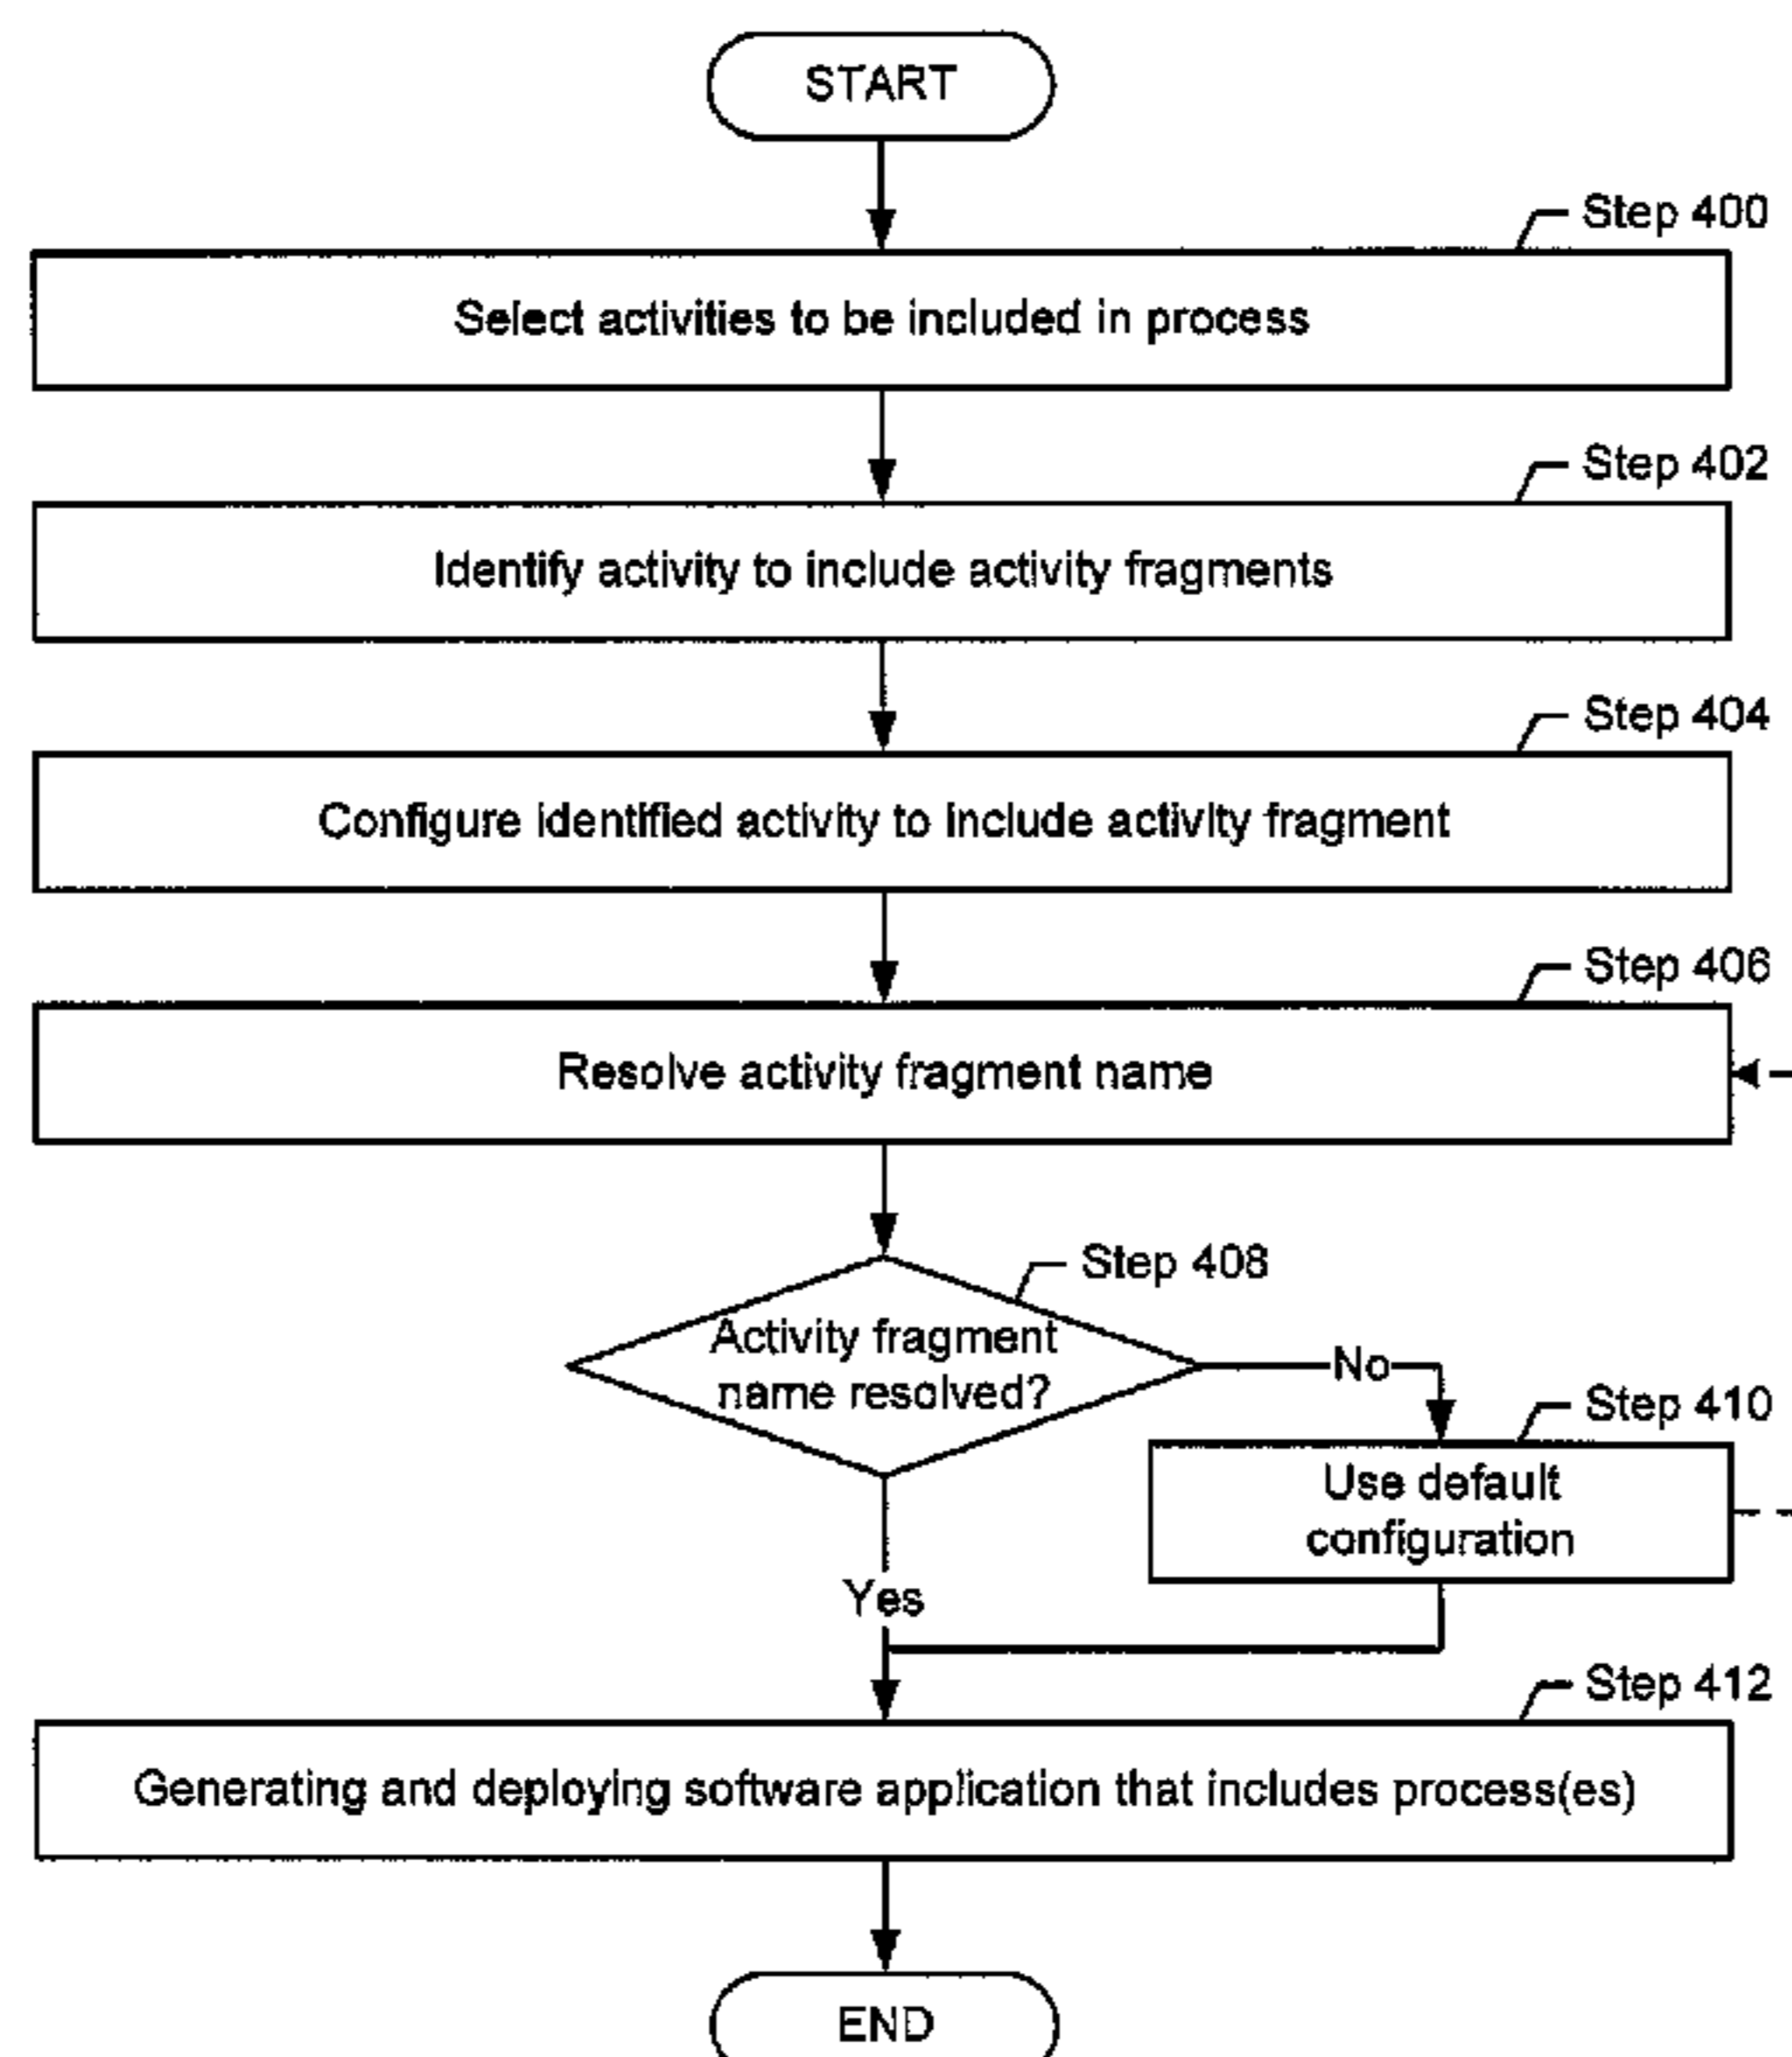 START
Step 400
Select activities to be included in process
Step 402
Identify activity to include activity fragments
Step 404
Configure identified activity to include activity fragment
Step 406
Resolve activity fragment name
Step 408
Activity fragment
name resolved?
No
Step 410
Use default
configuration
Yes
Step 412
Generating and deploying software application that includes process(es)
END